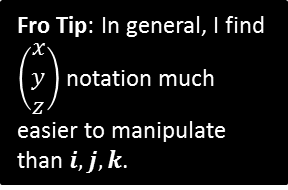 Fro Tip: In general, I find
(x
y
z) notation much
easier to manipulate
than i, j, k.